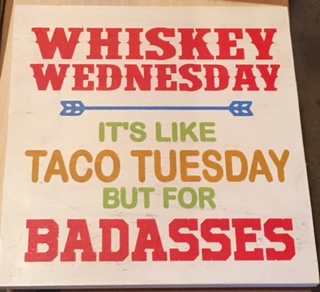 WHISKEY
WEDNESDAY
IT'S LIKE
TACO TUESDAY
BUT FOR
BADASSES